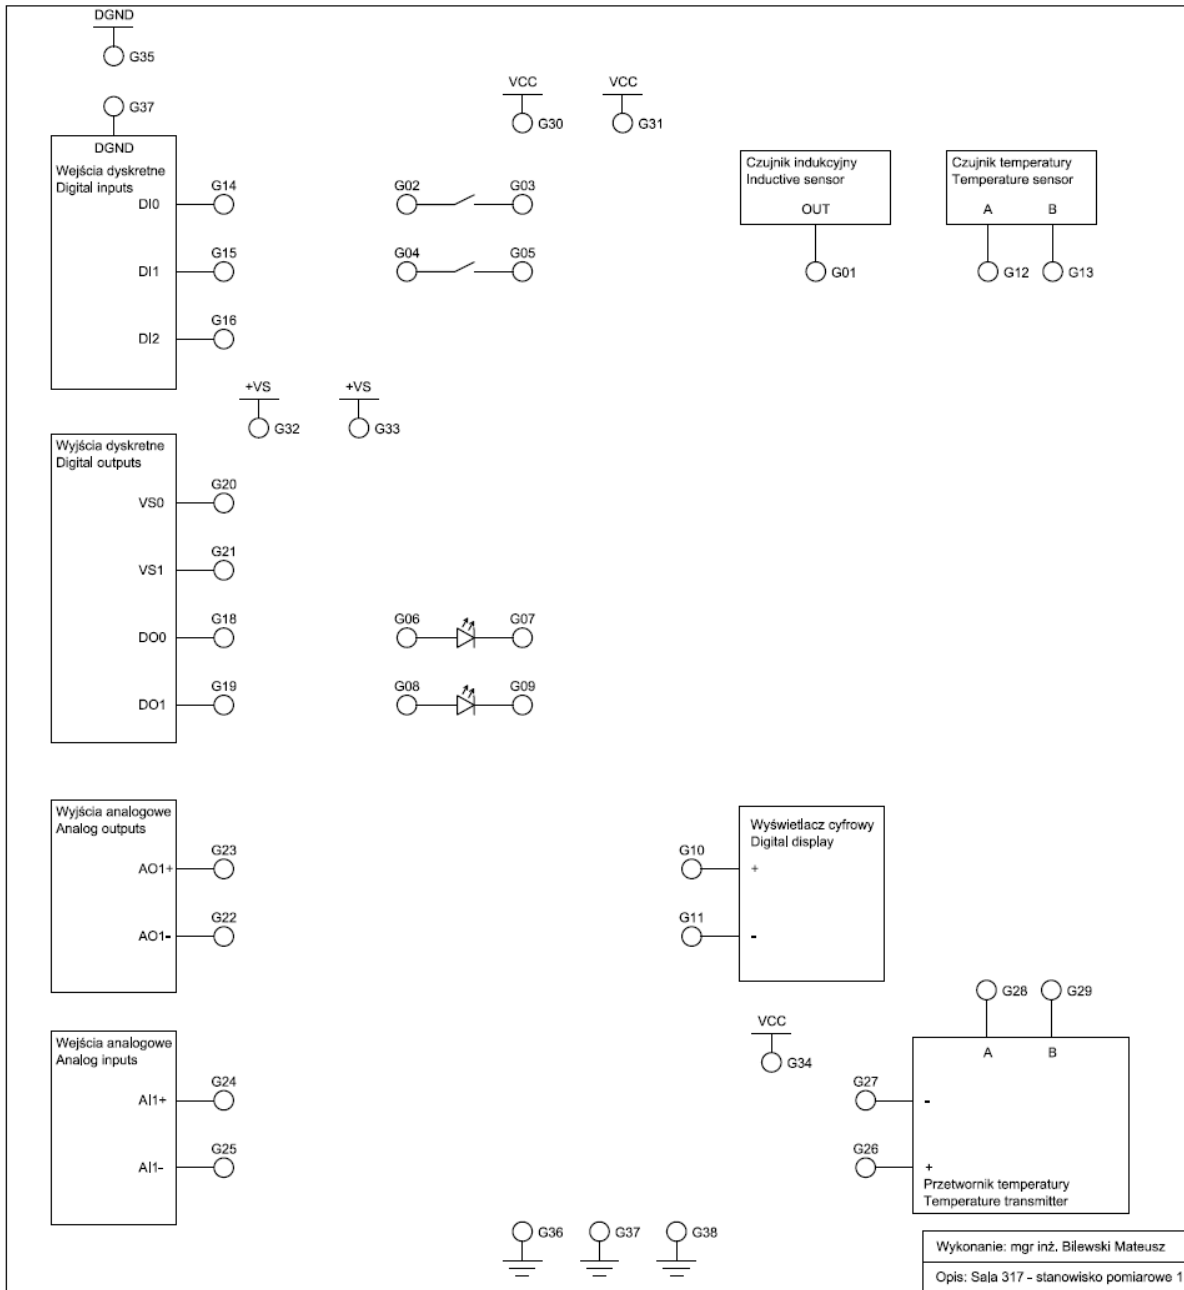 DGND
G35
G37
DGND
Wejścia dyskretne
Digital inputs
DI0
G14
DI1
G15
DI2
G16
VCC
G30
VCC
G31
G02
G03
G04
G05
Czujnik indukcyjny
Inductive sensor
OUT
G01
Czujnik temperatury
Temperature sensor
A
B
G12
G13
+VS
G32
+VS
G33
Wyjścia dyskretne
Digital outputs
VS0
G20
VS1
G21
DO0
G18
DO1
G19
G06
G07
G08
G09
Wyjścia analogowe
Analog outputs
AO1+
G23
AO1-
G22
G10
G11
Wyświetlacz cyfrowy
Digital display
+
-
Wejścia analogowe
Analog inputs
AI1+
G24
AI1-
G25
VCC
G34
G28
G29
A
B
G27
-
G26
+
Przetwornik temperatury
Temperature transmitter
G36
G37
G38
Wykonanie: mgr inż. Bilewski Mateusz
Opis: Sala 317 - stanowisko pomiarowe 1